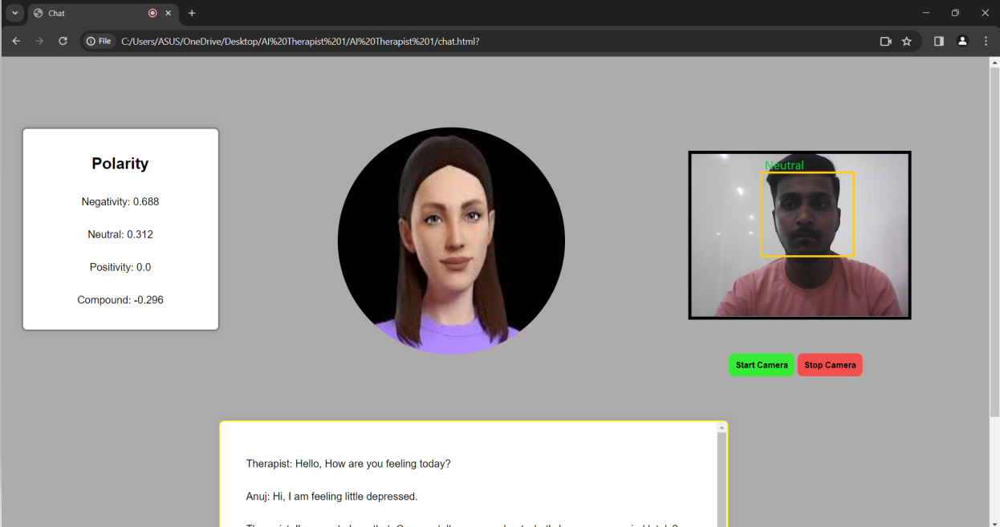 Chat
File
C:/Users/ASUS/OneDrive/Desktop/AI%20Therapist%201/AI%20Therapist%201/chat.html?
Polarity
Negativity: 0.688
Neutral: 0.312
Positivity: 0.0
Compound: -0.296
Neutral
Start Camera
Stop Camera
Therapist: Hello, How are you feeling today?
Anuj: Hi, I am feeling little depressed.